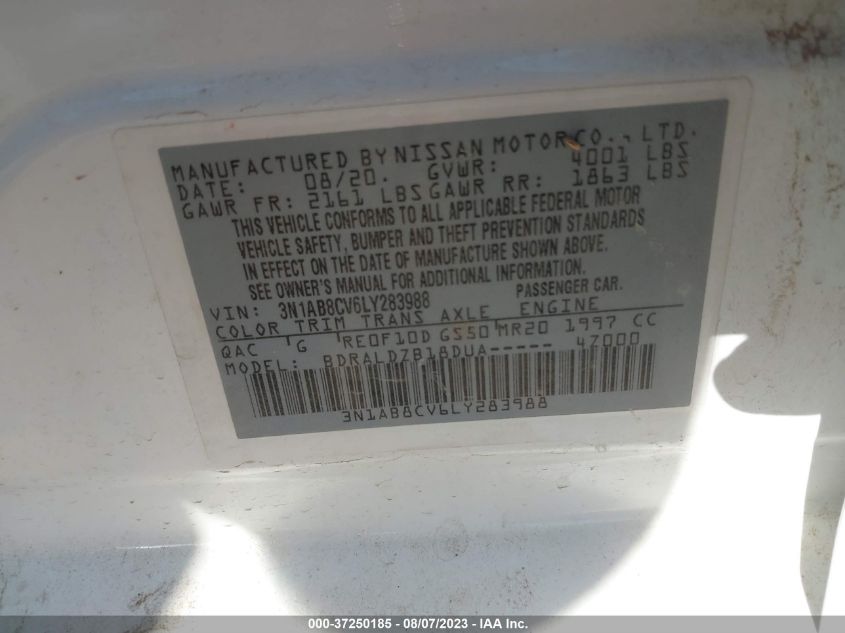 MANUFACTURED BY NISSAN MOTOR CO., LTD.
DATE: 08/20. GVWR: 4001 LBS
GAWR FR: 2161 LBS GAWR RR: 1863 LBS
THIS VEHICLE CONFORMS TO ALL APPLICABLE FEDERAL MOTOR
VEHICLE SAFETY, BUMPER AND THEFT PREVENTION STANDARDS
IN EFFECT ON THE DATE OF MANUFACTURE SHOWN ABOVE.
SEE OWNER'S MANUAL FOR ADDITIONAL INFORMATION.
VIN: 3N1AB8CV6LY283988 PASSENGER CAR.
COLOR TRIM TRANS AXLE ENGINE
QAC G RE0F10D GS50 MR20 1997 CC
MODEL: BDRALDZB18DUA----- 47000
3N1AB8CV6LY283988
000-37250185 - 08/07/2023 - IAA Inc.